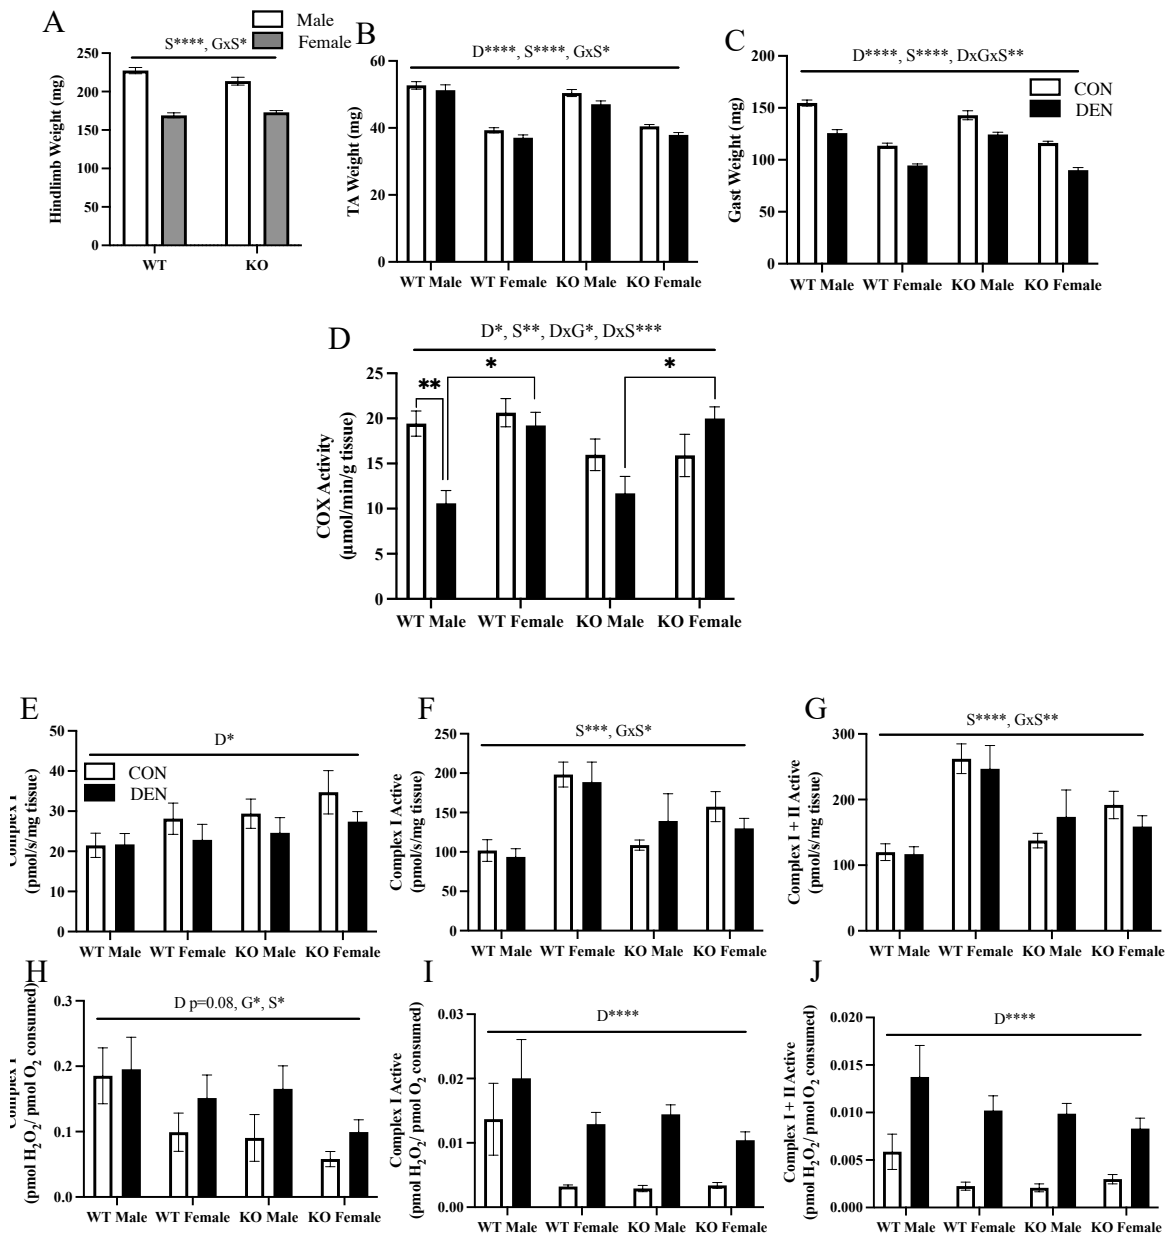 A
Male
Female
S****, GxS*
Hindlimb Weight (mg)
250
200
150
100
50
0
WT KO
B
D****, S****, GxS*
TA Weight (mg)
60
40
20
0
WT Male WT Female KO Male KO Female
C
D****, S****, DxGxS**
CON
DEN
Gast Weight (mg)
200
150
100
50
0
WT Male WT Female KO Male KO Female
D
D*, S**, DxG*, DxS***
** * *
COX Activity
(µmol/min/g tissue)
25
20
15
10
5
0
WT Male WT Female KO Male KO Female
E
D*
CON
DEN
Complex I
(pmol/s/mg tissue)
50
40
30
20
10
0
WT Male WT Female KO Male KO Female
F
S***, GxS*
Complex I Active
(pmol/s/mg tissue)
250
200
150
100
50
0
WT Male WT Female KO Male KO Female
G
S****, GxS**
Complex I + II Active
(pmol/s/mg tissue)
300
200
100
0
WT Male WT Female KO Male KO Female
H
D p=0.08, G*, S*
Complex I
(pmol H₂O₂/ pmol O₂ consumed)
0.3
0.2
0.1
0.0
WT Male WT Female KO Male KO Female
I
D****
Complex I Active
(pmol H₂O₂/ pmol O₂ consumed)
0.03
0.02
0.01
0.00
WT Male WT Female KO Male KO Female
J
D****
Complex I + II Active
(pmol H₂O₂/ pmol O₂ consumed)
0.020
0.015
0.010
0.005
0.000
WT Male WT Female KO Male KO Female